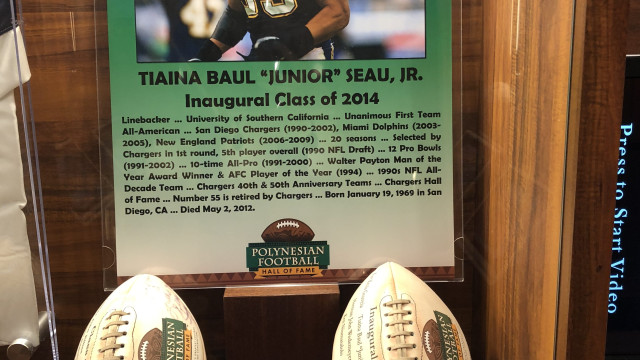 TIAINA BAUL “JUNIOR” SEAU, JR.
Inaugural Class of 2014
Linebacker ... University of Southern California ... Unanimous First Team
All-American ... San Diego Chargers (1990-2002), Miami Dolphins (2003-
2005), New England Patriots (2006-2009) ... 20 seasons ... Selected by
Chargers in 1st round, 5th player overall (1990 NFL Draft) ... 12 Pro Bowls
(1991-2002) ... 10-time All-Pro (1991-2000) ... Walter Payton Man of the
Year Award Winner & AFC Player of the Year (1994) ... 1990s NFL All-
Decade Team ... Chargers 40th & 50th Anniversary Teams ... Chargers Hall
of Fame ... Number 55 is retired by Chargers ... Born January 19, 1969 in San
Diego, CA ... Died May 2, 2012.
POLYNESIAN
FOOTBALL
HALL OF FAME
Press to Start Video
Inaugural